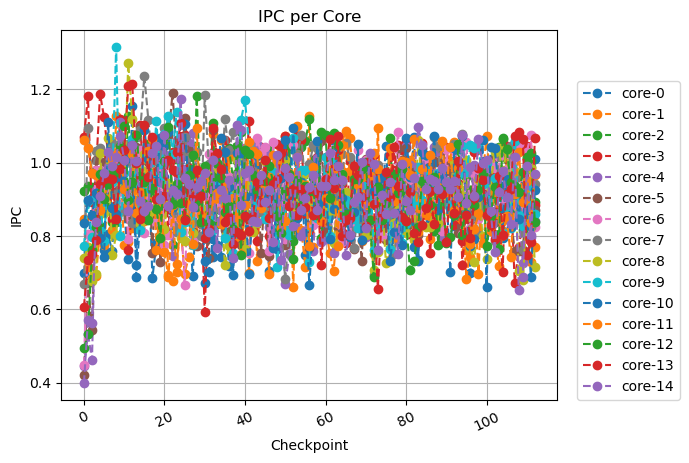 IPC per Core
IPC
1.2
1.0
0.8
0.6
0.4
0
20
40
60
80
100
Checkpoint
core-0
core-1
core-2
core-3
core-4
core-5
core-6
core-7
core-8
core-9
core-10
core-11
core-12
core-13
core-14